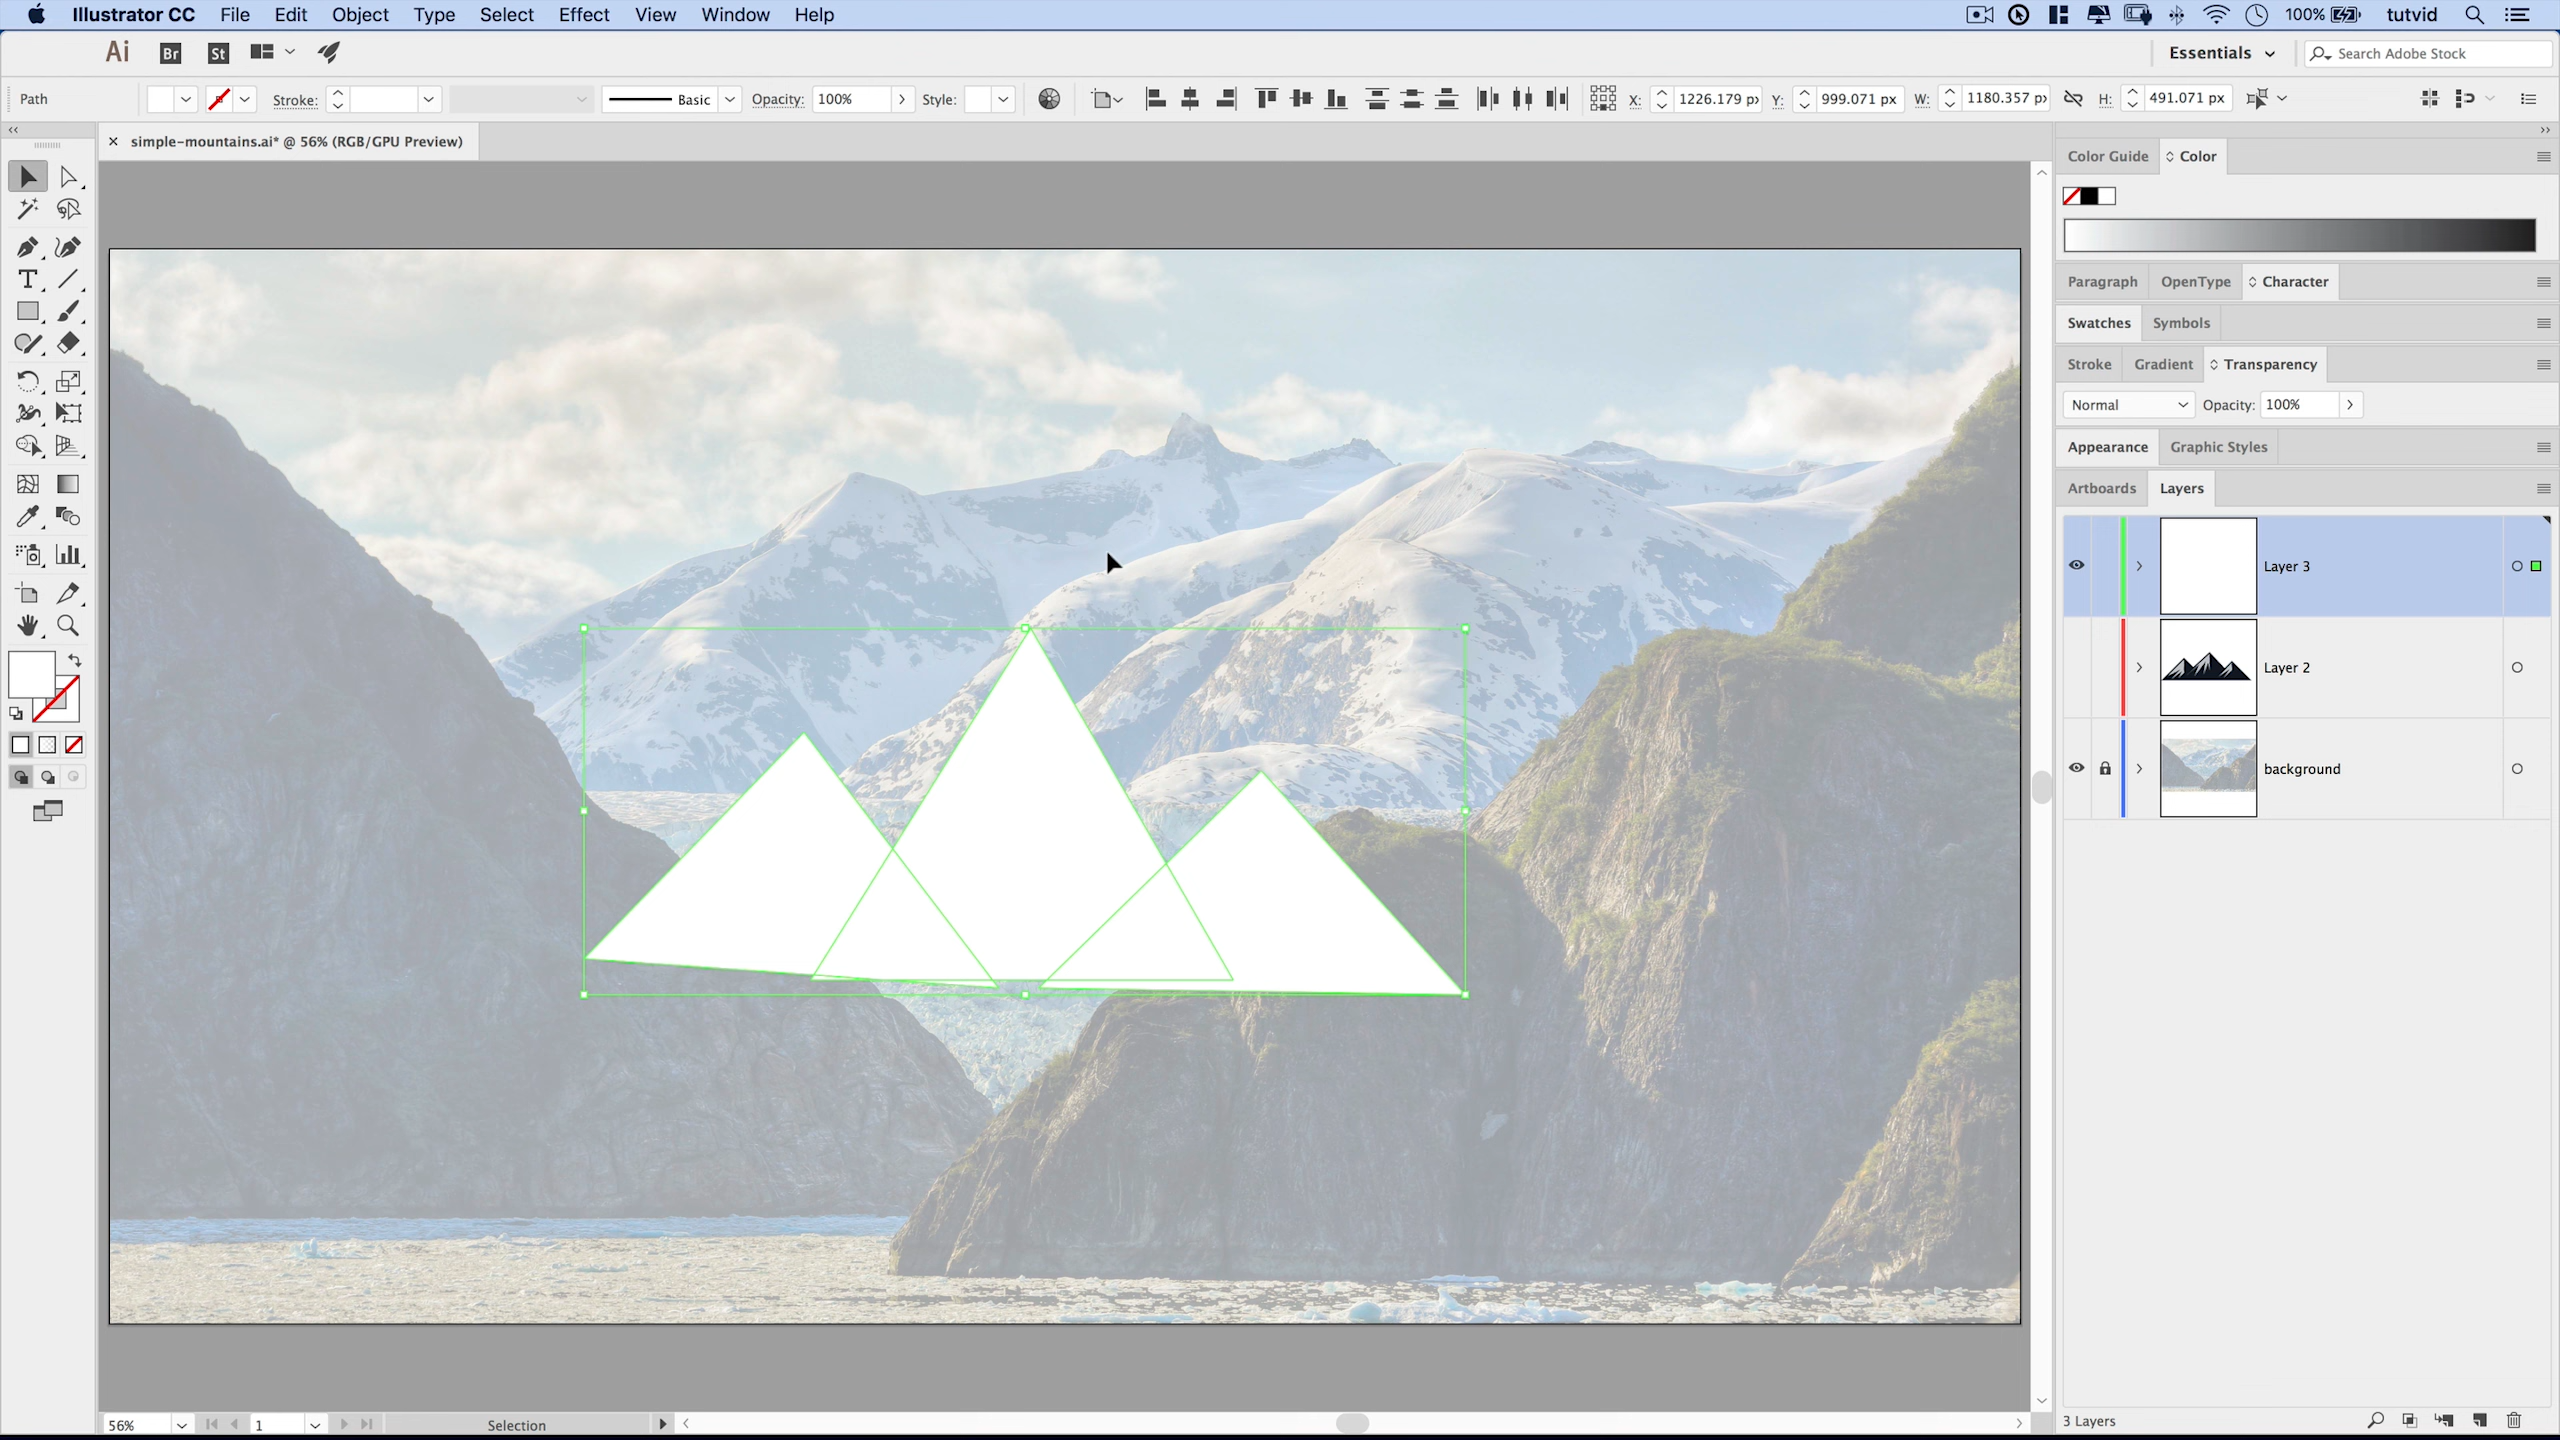 Illustrator CC File Edit Object Type Select Effect View Window Help 100% tutvid
Ai Br St Essentials Search Adobe Stock
Path Stroke: Basic Opacity: 100% Style: X: 1226.179 px Y: 999.071 px W: 1180.357 px H: 491.071 px
× simple-mountains.ai* @ 56% (RGB/GPU Preview)
Color Guide Color
Paragraph OpenType Character
Swatches Symbols
Stroke Gradient Transparency
Normal Opacity: 100%
Appearance Graphic Styles
Artboards Layers
Layer 3
Layer 2
background
3 Layers
56% 1 Selection